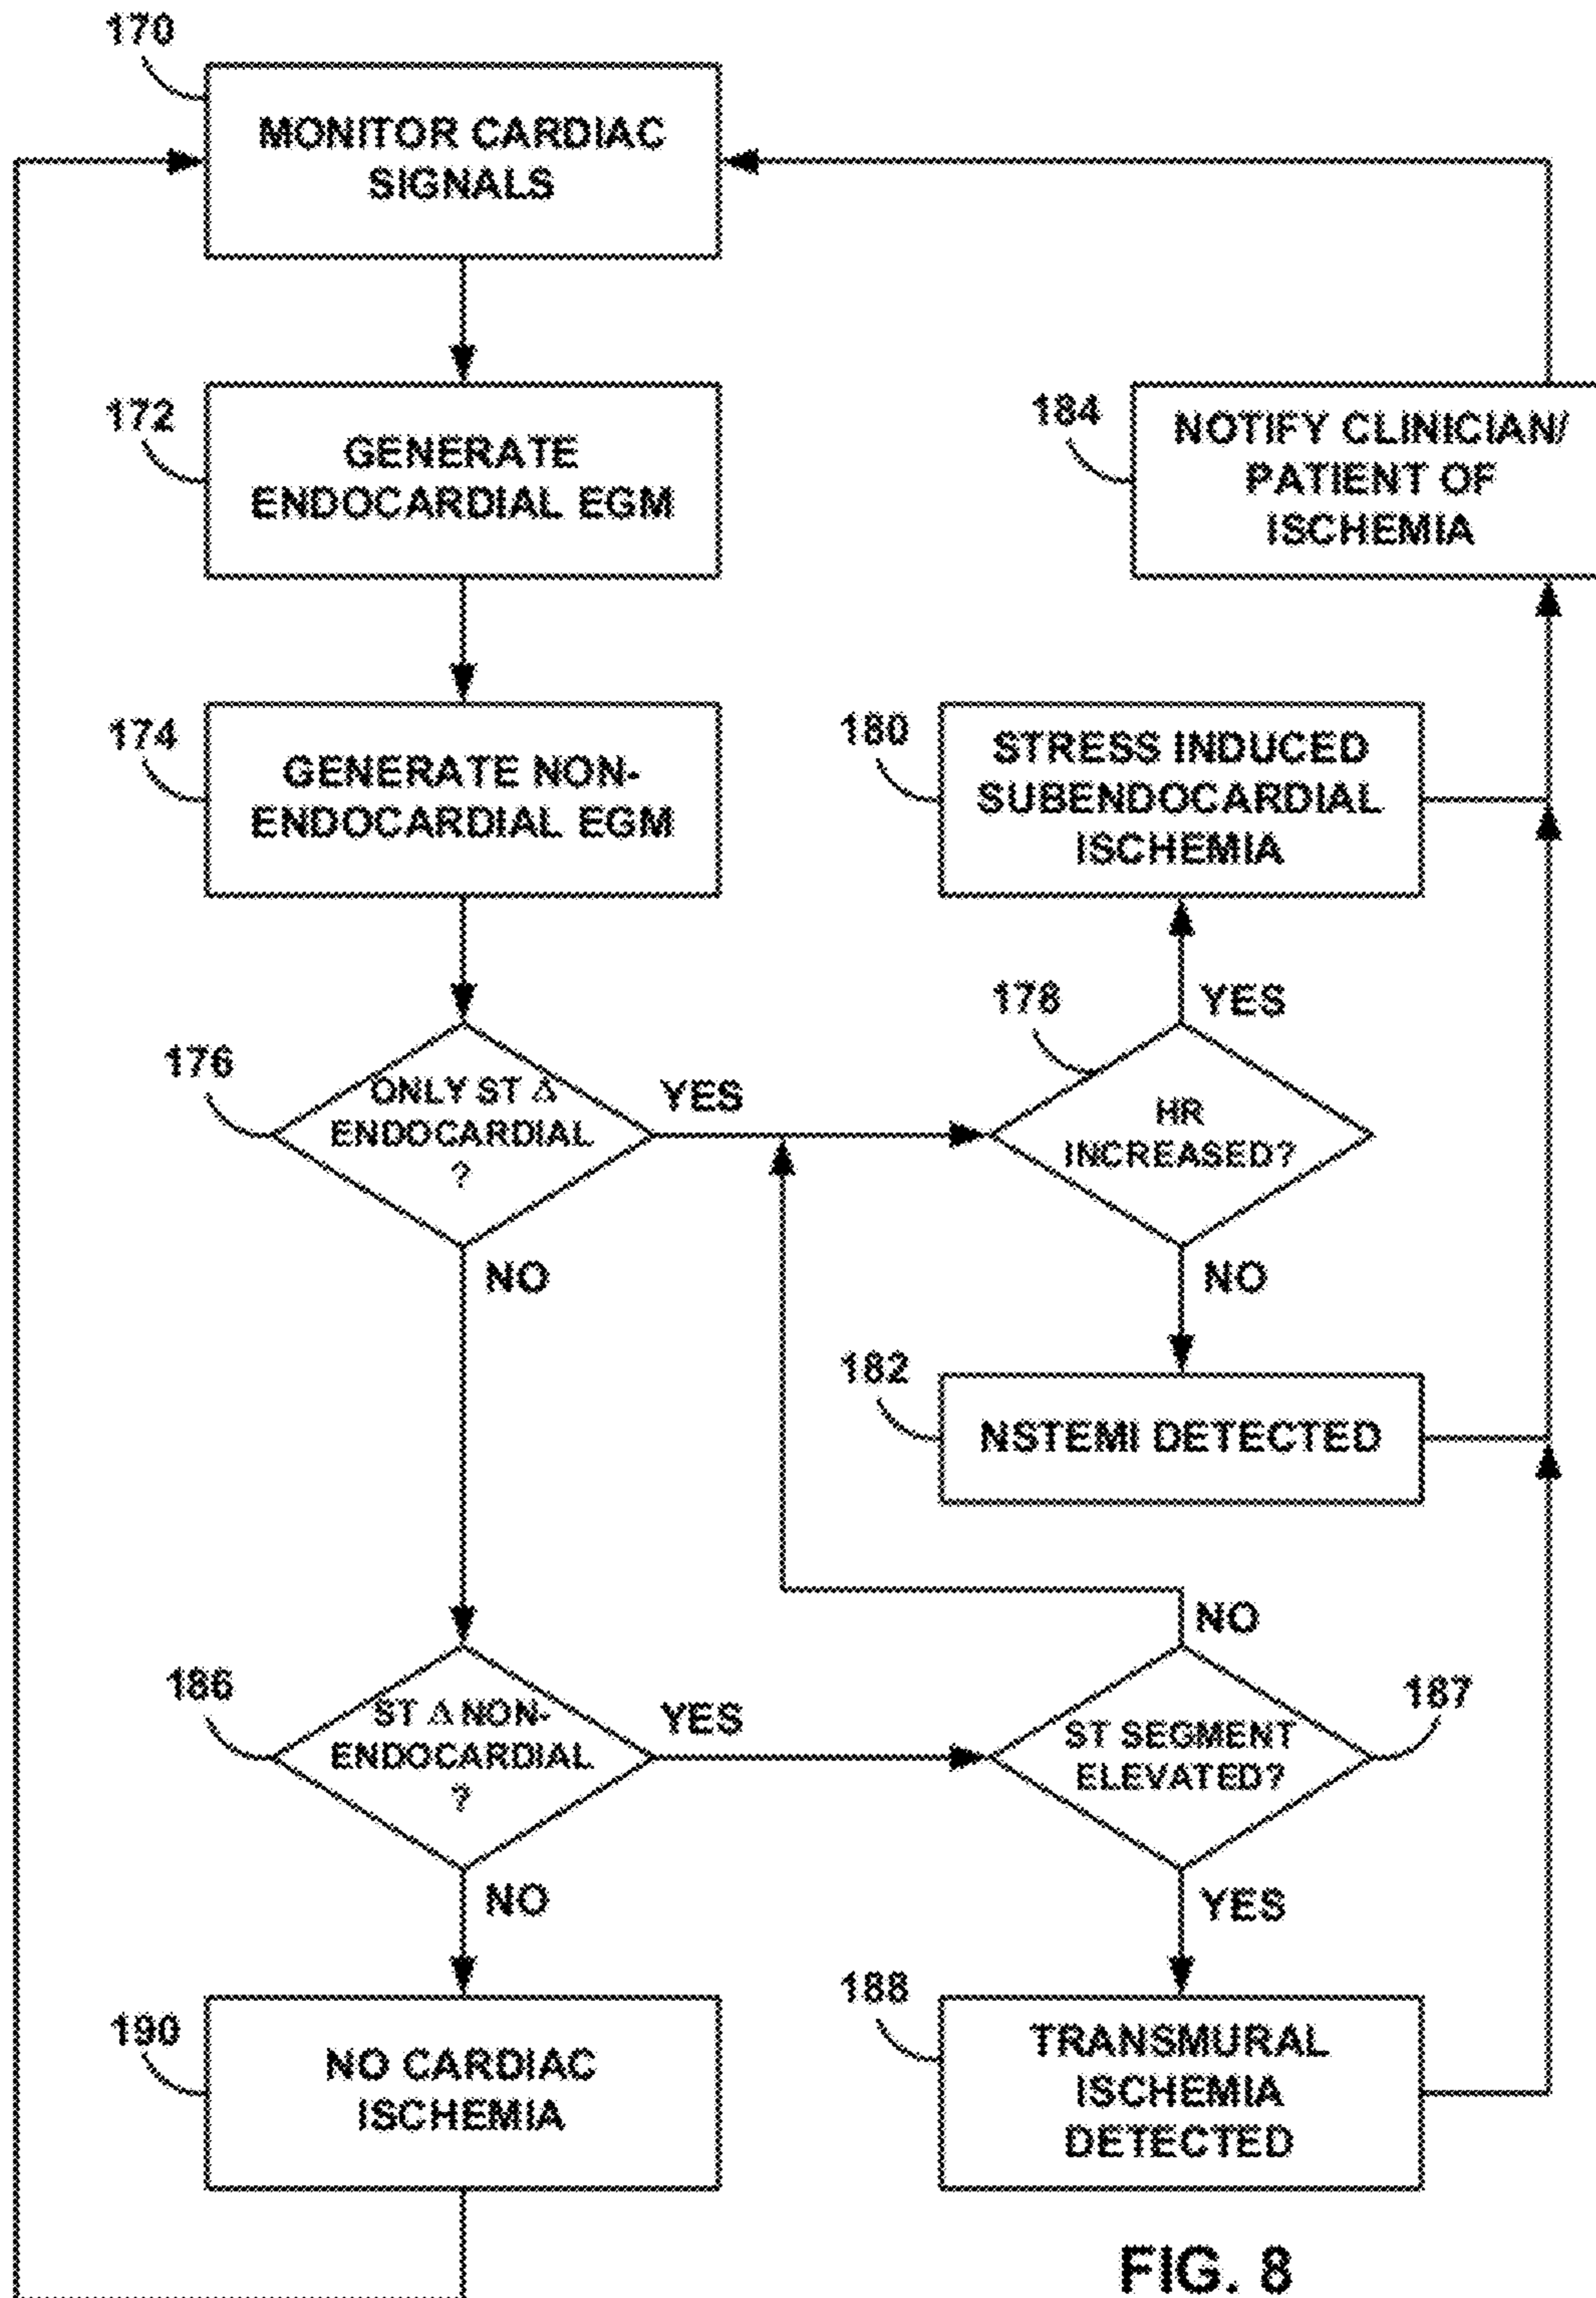 170
MONITOR CARDIAC
SIGNALS
172
GENERATE
ENDOCARDIAL EGM
184
NOTIFY CLINICIAN/
PATIENT OF
ISCHEMIA
174
GENERATE NON-
ENDOCARDIAL EGM
180
STRESS INDUCED
SUBENDOCARDIAL
ISCHEMIA
176
ONLY ST Δ
ENDOCARDIAL
?
YES
178
YES
HR
INCREASED?
NO
NO
182
NSTEMI DETECTED
186
ST Δ NON-
ENDOCARDIAL
?
YES
NO
187
ST SEGMENT
ELEVATED?
NO
YES
190
NO CARDIAC
ISCHEMIA
188
TRANSMURAL
ISCHEMIA
DETECTED
FIG. 8